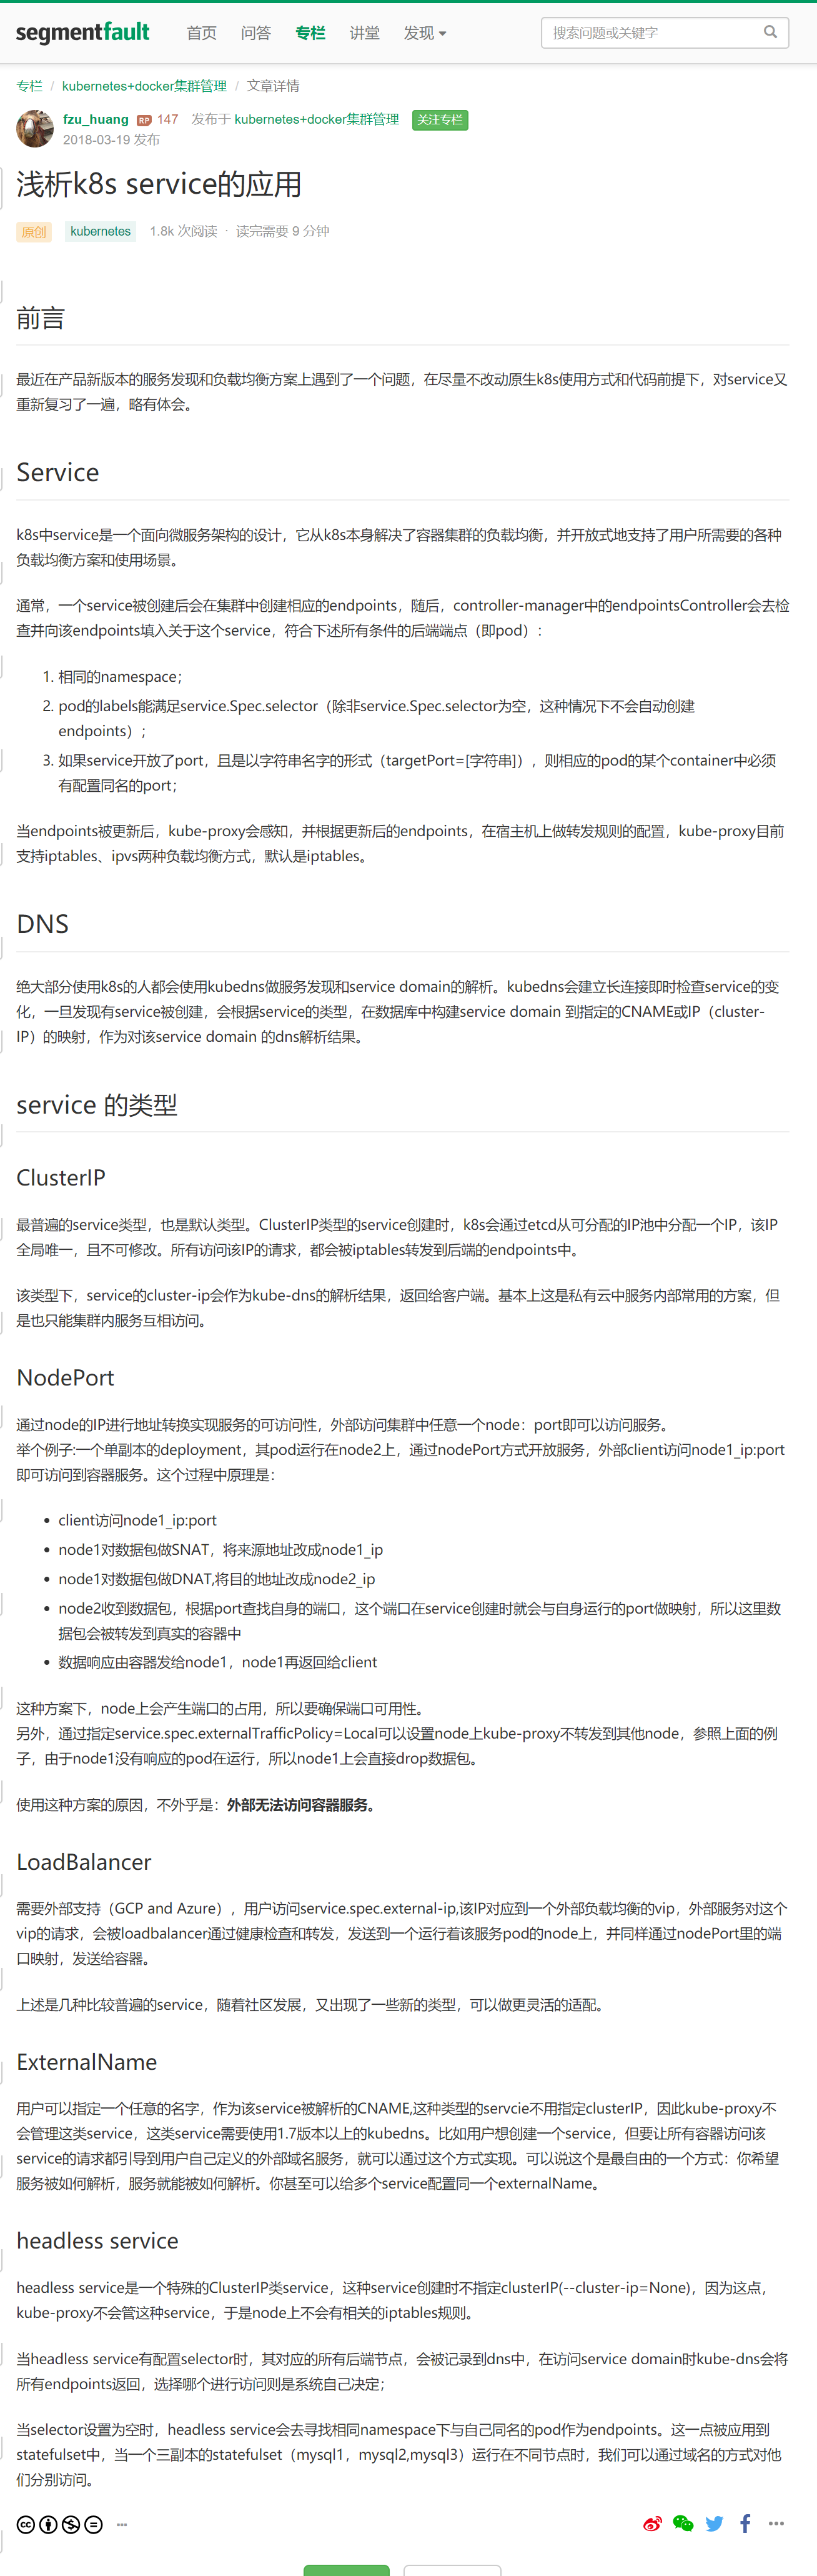 segmentfault 首页 问答 专栏 讲堂 发现 搜索问题或关键字
专栏 / kubernetes+docker集群管理 / 文章详情
fzu_huang RP 147 发布于 kubernetes+docker集群管理 关注专栏
2018-03-19 发布
浅析k8s service的应用
原创 kubernetes 1.8k 次阅读 · 读完需要 9 分钟
前言
最近在产品新版本的服务发现和负载均衡方案上遇到了一个问题，在尽量不改动原生k8s使用方式和代码前提下，对service又
重新复习了一遍，略有体会。
Service
k8s中service是一个面向微服务架构的设计，它从k8s本身解决了容器集群的负载均衡，并开放式地支持了用户所需要的各种
负载均衡方案和使用场景。
通常，一个service被创建后会在集群中创建相应的endpoints，随后，controller-manager中的endpointsController会去检
查并向该endpoints填入关于这个service，符合下述所有条件的后端端点（即pod）：
1. 相同的namespace；
2. pod的labels能满足service.Spec.selector（除非service.Spec.selector为空，这种情况下不会自动创建
endpoints）；
3. 如果service开放了port，且是以字符串名字的形式（targetPort=[字符串]），则相应的pod的某个container中必须
有配置同名的port；
当endpoints被更新后，kube-proxy会感知，并根据更新后的endpoints，在宿主机上做转发规则的配置，kube-proxy目前
支持iptables、ipvs两种负载均衡方式，默认是iptables。
DNS
绝大部分使用k8s的人都会使用kubedns做服务发现和service domain的解析。kubedns会建立长连接即时检查service的变
化，一旦发现有service被创建，会根据service的类型，在数据库中构建service domain 到指定的CNAME或IP（cluster-
IP）的映射，作为对该service domain 的dns解析结果。
service 的类型
ClusterIP
最普遍的service类型，也是默认类型。ClusterIP类型的service创建时，k8s会通过etcd从可分配的IP池中分配一个IP，该IP
全局唯一，且不可修改。所有访问该IP的请求，都会被iptables转发到后端的endpoints中。
该类型下，service的cluster-ip会作为kube-dns的解析结果，返回给客户端。基本上这是私有云中服务内部常用的方案，但
是也只能集群内服务互相访问。
NodePort
通过node的IP进行地址转换实现服务的可访问性，外部访问集群中任意一个node：port即可以访问服务。
举个例子:一个单副本的deployment，其pod运行在node2上，通过nodePort方式开放服务，外部client访问node1_ip:port
即可访问到容器服务。这个过程中原理是：
• client访问node1_ip:port
• node1对数据包做SNAT，将来源地址改成node1_ip
• node1对数据包做DNAT,将目的地址改成node2_ip
• node2收到数据包，根据port查找自身的端口，这个端口在service创建时就会与自身运行的port做映射，所以这里数
据包会被转发到真实的容器中
• 数据响应由容器发给node1，node1再返回给client
这种方案下，node上会产生端口的占用，所以要确保端口可用性。
另外，通过指定service.spec.externalTrafficPolicy=Local可以设置node上kube-proxy不转发到其他node，参照上面的例
子，由于node1没有响应的pod在运行，所以node1上会直接drop数据包。
使用这种方案的原因，不外乎是：外部无法访问容器服务。
LoadBalancer
需要外部支持（GCP and Azure），用户访问service.spec.external-ip,该IP对应到一个外部负载均衡的vip，外部服务对这个
vip的请求，会被loadbalancer通过健康检查和转发，发送到一个运行着该服务pod的node上，并同样通过nodePort里的端
口映射，发送给容器。
上述是几种比较普遍的service，随着社区发展，又出现了一些新的类型，可以做更灵活的适配。
ExternalName
用户可以指定一个任意的名字，作为该service被解析的CNAME,这种类型的servcie不用指定clusterIP，因此kube-proxy不
会管理这类service，这类service需要使用1.7版本以上的kubedns。比如用户想创建一个service，但要让所有容器访问该
service的请求都引导到用户自己定义的外部域名服务，就可以通过这个方式实现。可以说这个是最自由的一个方式：你希望
服务被如何解析，服务就能被如何解析。你甚至可以给多个service配置同一个externalName。
headless service
headless service是一个特殊的ClusterIP类service，这种service创建时不指定clusterIP(--cluster-ip=None)，因为这点，
kube-proxy不会管这种service，于是node上不会有相关的iptables规则。
当headless service有配置selector时，其对应的所有后端节点，会被记录到dns中，在访问service domain时kube-dns会将
所有endpoints返回，选择哪个进行访问则是系统自己决定；
当selector设置为空时，headless service会去寻找相同namespace下与自己同名的pod作为endpoints。这一点被应用到
statefulset中，当一个三副本的statefulset（mysql1，mysql2,mysql3）运行在不同节点时，我们可以通过域名的方式对他
们分别访问。